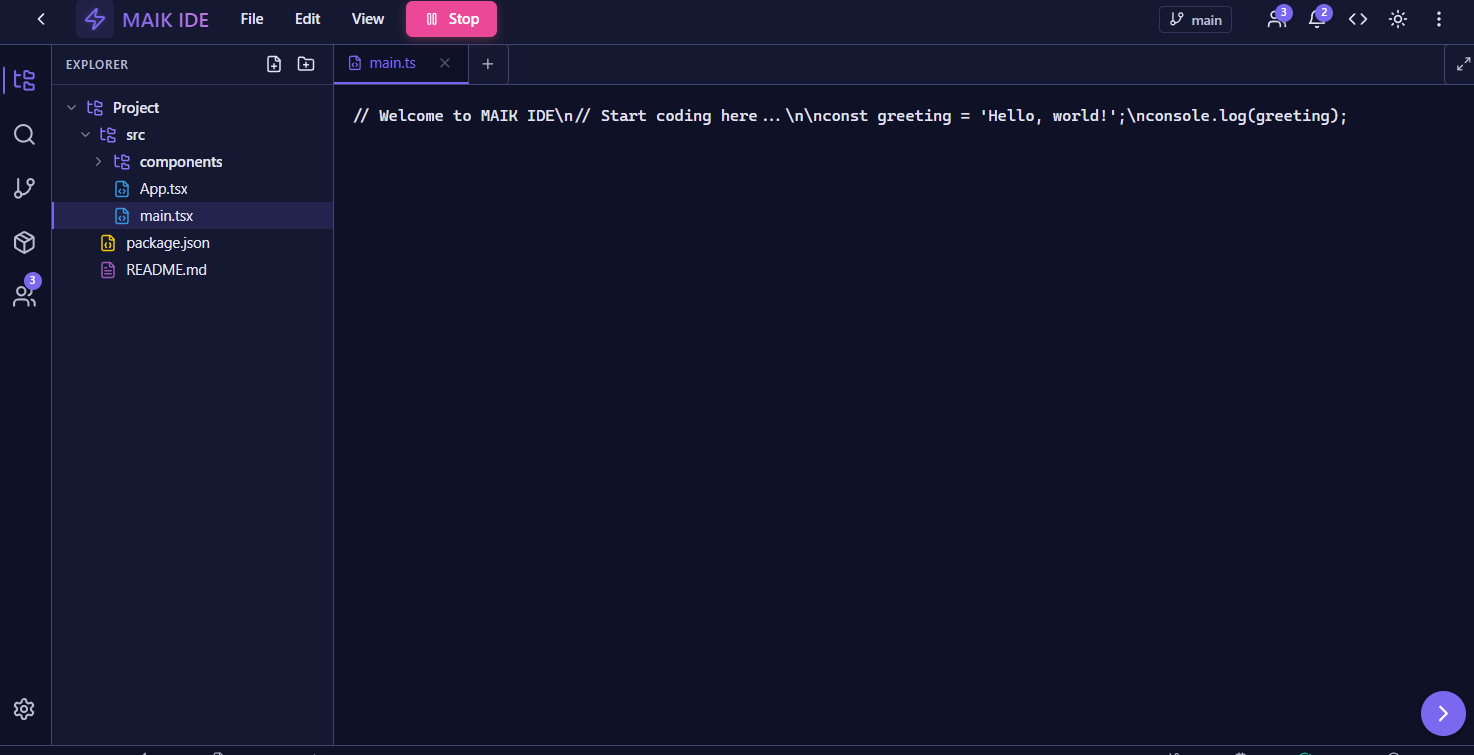 MAIK IDE File Edit View Stop main 3 2
EXPLORER main.ts
Project
src
components
App.tsx
main.tsx
package.json
README.md
3
// Welcome to MAIK IDE\n// Start coding here...\n\nconst greeting = 'Hello, world!';\nconsole.log(greeting);